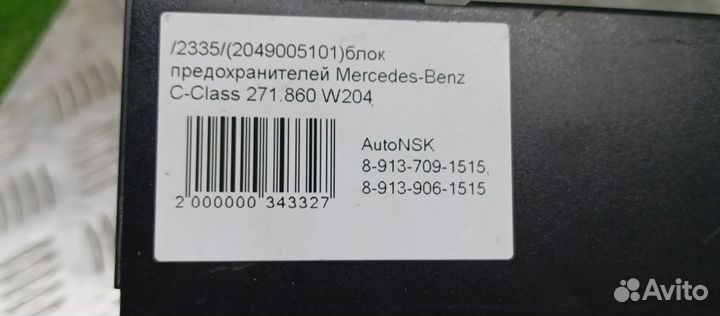 /2335/(2049005101)блок
предохранителей Mercedes-Benz
C-Class 271.860 W204
AutoNSK
8-913-709-1515,
8-913-906-1515
2 000000 343327
Avito